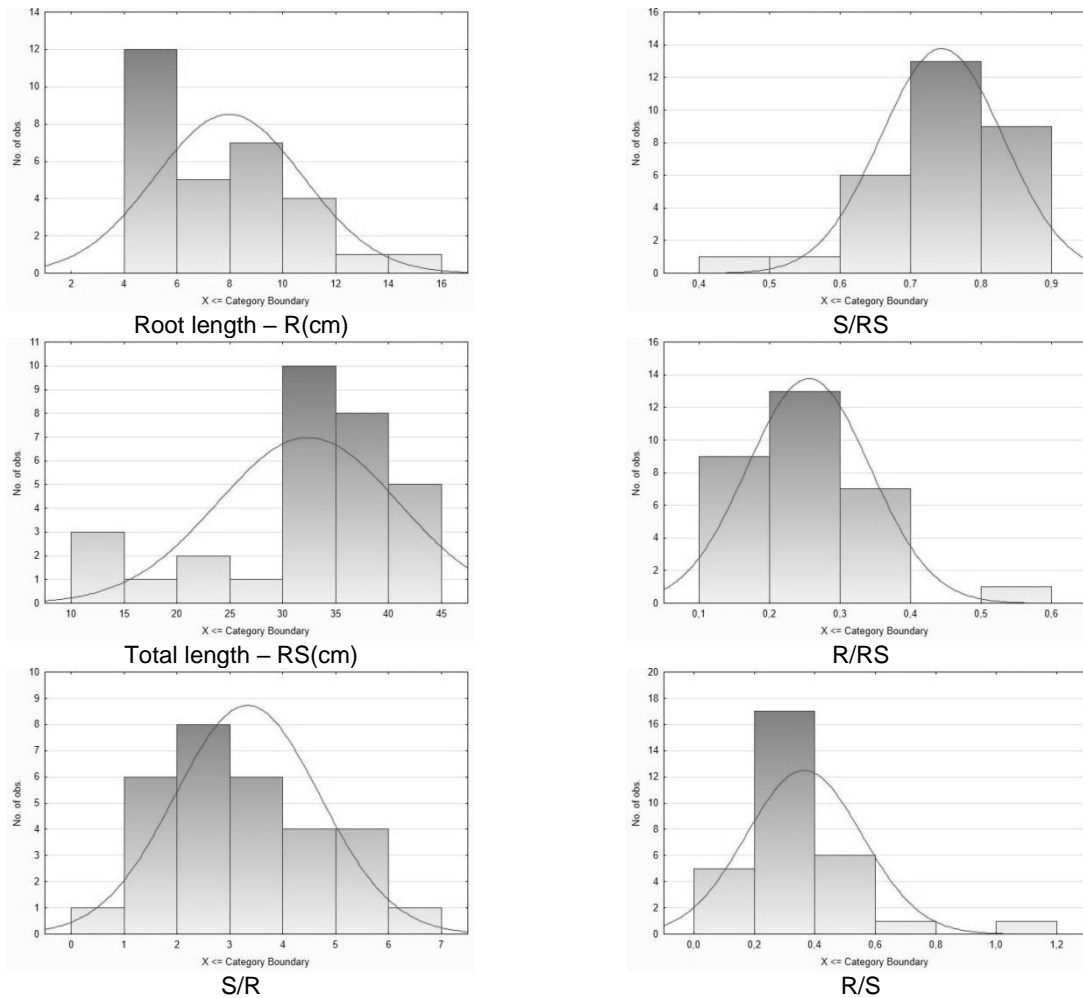 14
12
10
8
6
4
2
0
No. of obs.
2 4 6 8 10 12 14 16
X <= Category Boundary
Root length – R(cm)
16
14
12
10
8
6
4
2
0
No. of obs.
0,4 0,5 0,6 0,7 0,8 0,9
X <= Category Boundary
S/RS
11
10
9
8
7
6
5
4
3
2
1
0
No. of obs.
10 15 20 25 30 35 40 45
X <= Category Boundary
Total length – RS(cm)
16
14
12
10
8
6
4
2
0
No. of obs.
0,1 0,2 0,3 0,4 0,5 0,6
X <= Category Boundary
R/RS
10
9
8
7
6
5
4
3
2
1
0
No. of obs.
0 1 2 3 4 5 6 7
X <= Category Boundary
S/R
20
18
16
14
12
10
8
6
4
2
0
No. of obs.
0,0 0,2 0,4 0,6 0,8 1,0 1,2
X <= Category Boundary
R/S